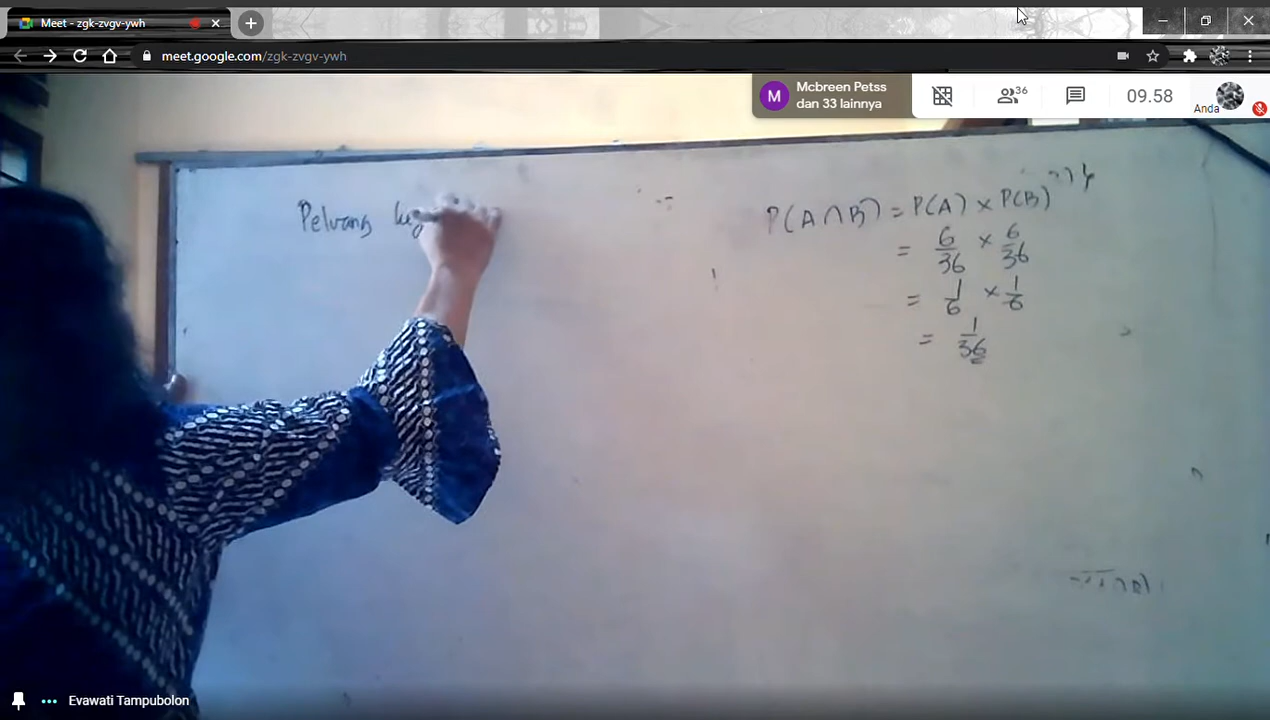 Meet - zgk-zvgv-ywh
meet.google.com/zgk-zvgv-ywh
M
Mcbreen Petss
dan 33 lainnya
36
09.58
Anda
Peluang
P(A ∩ B) = P(A) × P(B)
= 6/36 × 6/36
= 1/6 × 1/6
= 1/36
Evawati Tampubolon